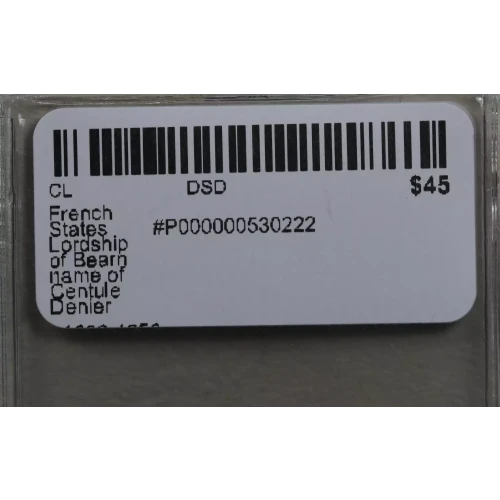 CL DSD $45
French
States
Lordship
of Bearn
name of
Centule
Denier
#P000000530222